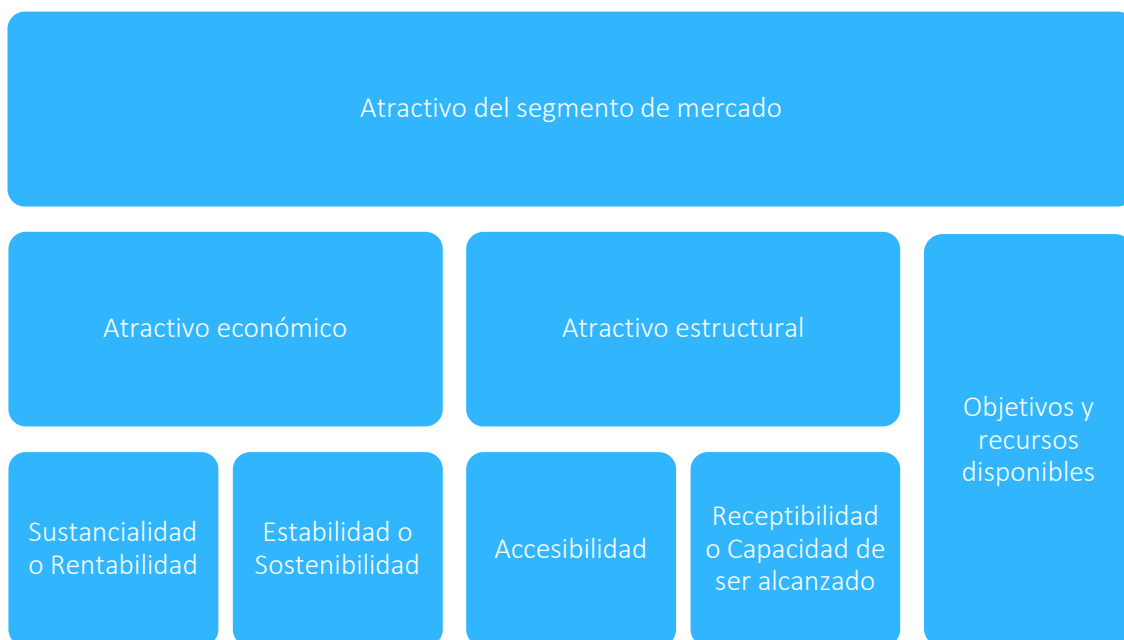 Atractivo del segmento de mercado
Atractivo económico
Atractivo estructural
Objetivos y
recursos
disponibles
Sustancialidad
o Rentabilidad
Estabilidad o
Sostenibilidad
Accesibilidad
Receptibilidad
o Capacidad de
ser alcanzado